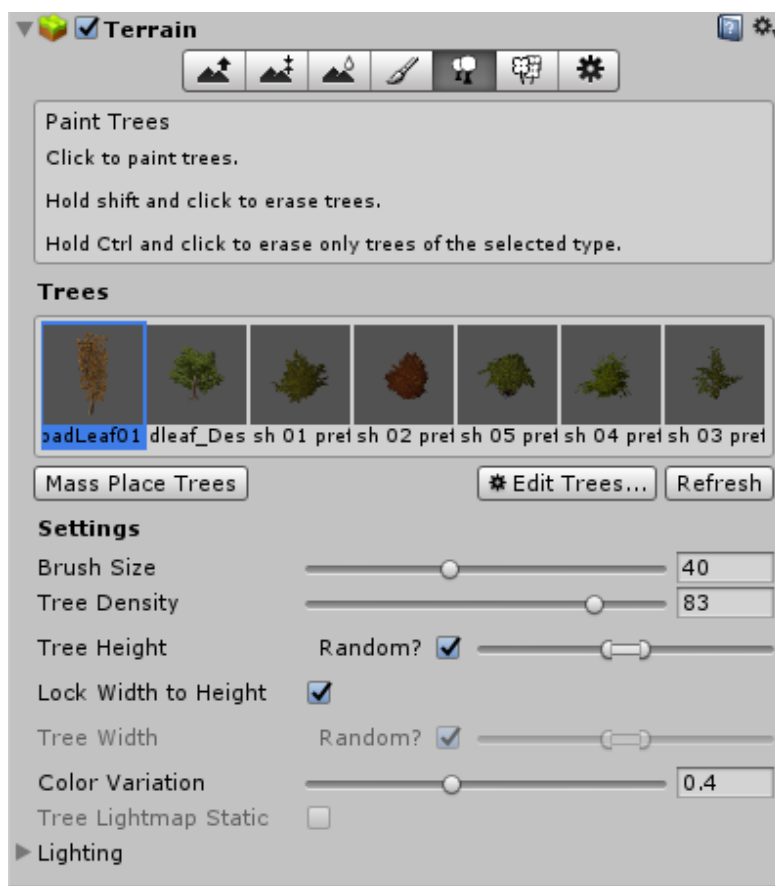 Terrain
Paint Trees
Click to paint trees.
Hold shift and click to erase trees.
Hold Ctrl and click to erase only trees of the selected type.
Trees
oadLeaf01 dleaf_Des sh 01 pref sh 02 pref sh 05 pref sh 04 pref sh 03 pref
Mass Place Trees Edit Trees... Refresh
Settings
Brush Size 40
Tree Density 83
Tree Height Random?
Lock Width to Height
Tree Width Random?
Color Variation 0.4
Tree Lightmap Static
Lighting